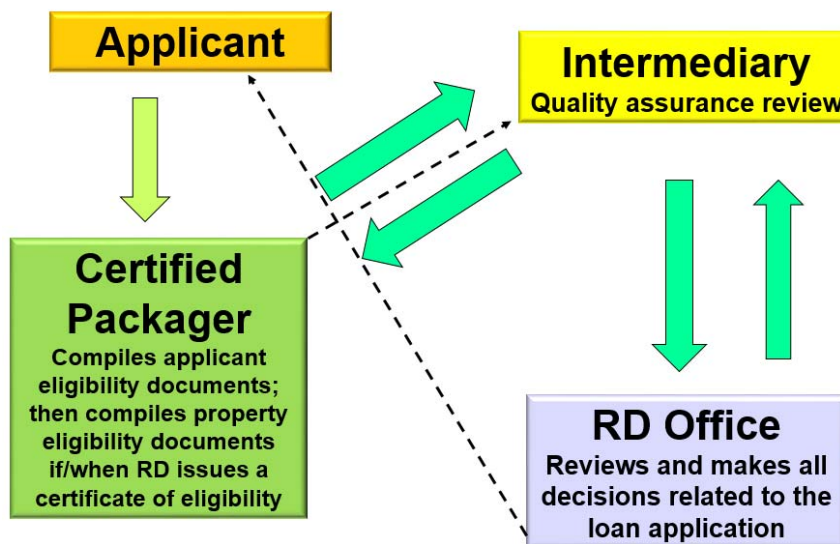 Applicant
Intermediary
Quality assurance review
Certified
Packager
Compiles applicant
eligibility documents;
then compiles property
eligibility documents
if/when RD issues a
certificate of eligibility
RD Office
Reviews and makes all
decisions related to the
loan application